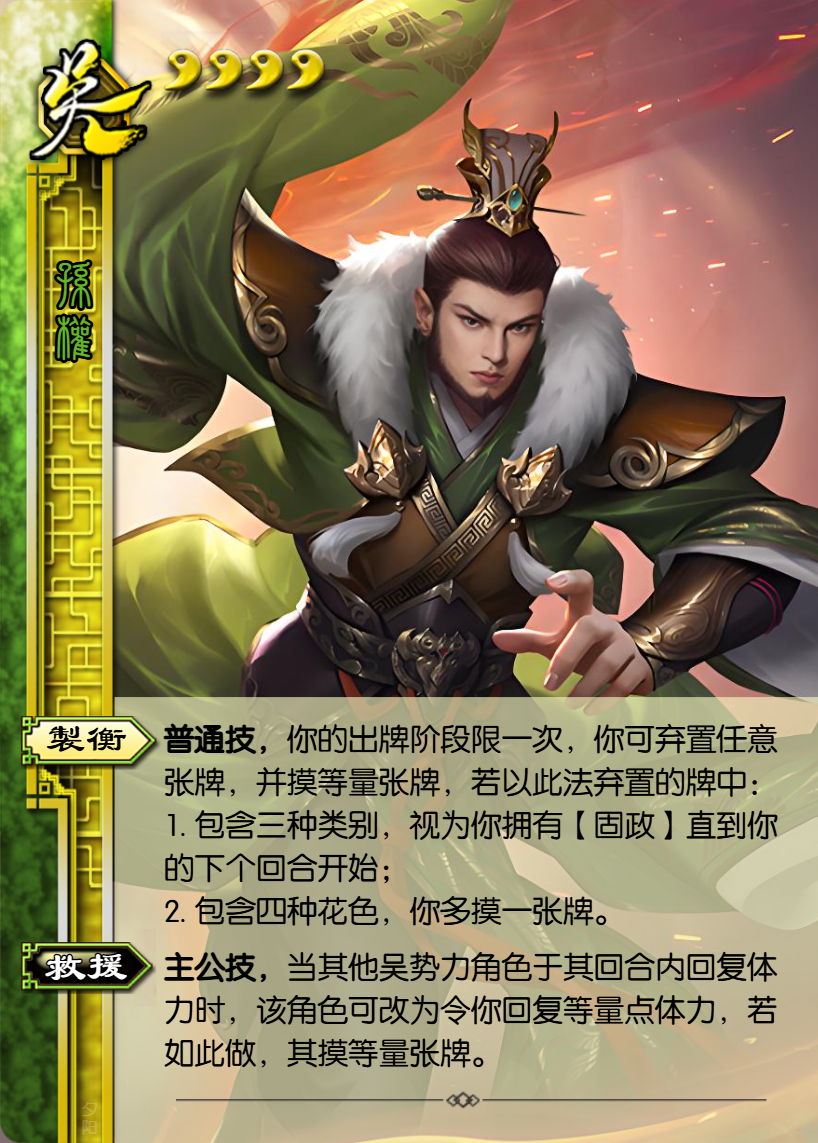 吴
孫權
製衡
普通技，你的出牌阶段限一次，你可弃置任意
张牌，并摸等量张牌，若以此法弃置的牌中：
1. 包含三种类别，视为你拥有【固政】直到你
的下个回合开始；
2. 包含四种花色，你多摸一张牌。
救援
主公技，当其他吴势力角色于其回合内回复体
力时，该角色可改为令你回复等量点体力，若
如此做，其摸等量张牌。
夕阳